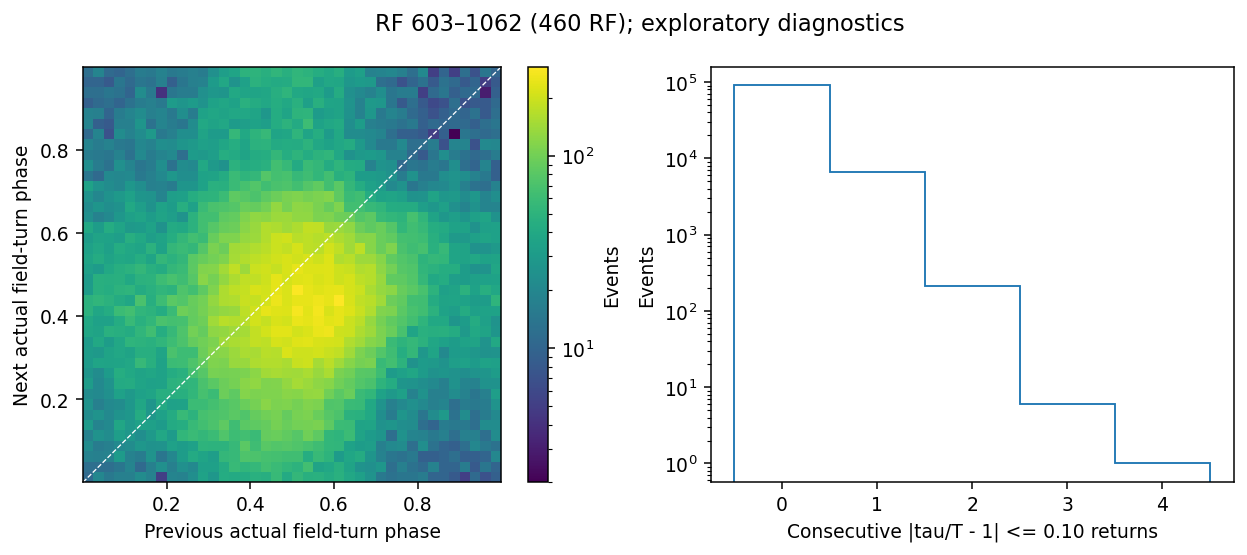 RF 603–1062 (460 RF); exploratory diagnostics
Next actual field-turn phase
0.8
0.6
0.4
0.2
0.2 0.4 0.6 0.8
Previous actual field-turn phase
10²
10¹
Events
Events
10⁵
10⁴
10³
10²
10¹
10⁰
0 1 2 3 4
Consecutive |tau/T - 1| <= 0.10 returns